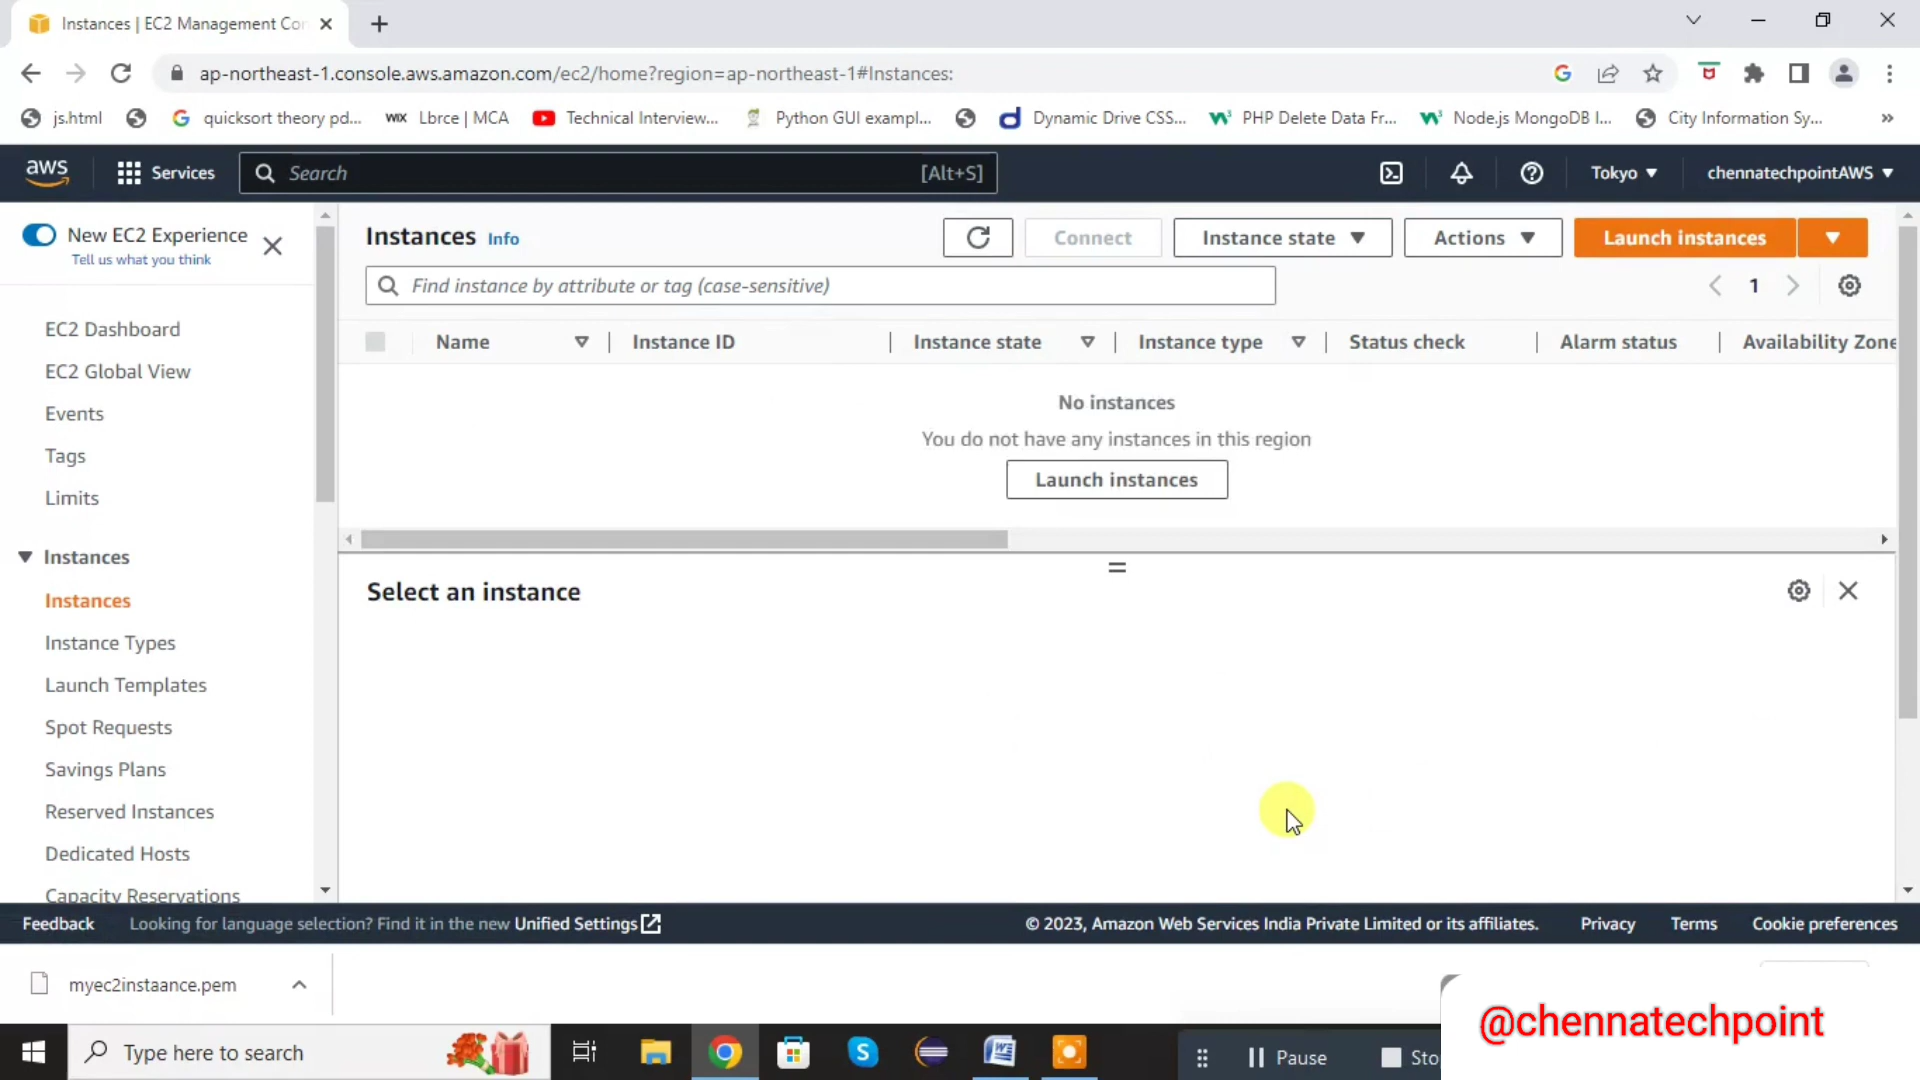 Instances | EC2 Management Con
ap-northeast-1.console.aws.amazon.com/ec2/home?region=ap-northeast-1#Instances:
js.html quicksort theory pd... WIX Lbrce | MCA Technical Interview... Python GUI exampl... Dynamic Drive CSS... PHP Delete Data Fr... Node.js MongoDB I... City Information Sy... »
aws Services Search [Alt+S] Tokyo chennatechpointAWS
New EC2 Experience
Tell us what you think
EC2 Dashboard
EC2 Global View
Events
Tags
Limits
Instances
Instances
Instance Types
Launch Templates
Spot Requests
Savings Plans
Reserved Instances
Dedicated Hosts
Capacity Reservations
Instances Info Connect Instance state Actions Launch instances
Find instance by attribute or tag (case-sensitive) 1
Name Instance ID Instance state Instance type Status check Alarm status Availability Zone
No instances
You do not have any instances in this region
Launch instances
Select an instance
Feedback Looking for language selection? Find it in the new Unified Settings © 2023, Amazon Web Services India Private Limited or its affiliates. Privacy Terms Cookie preferences
myec2instaance.pem
@chennatechpoint
Type here to search Pause Sto